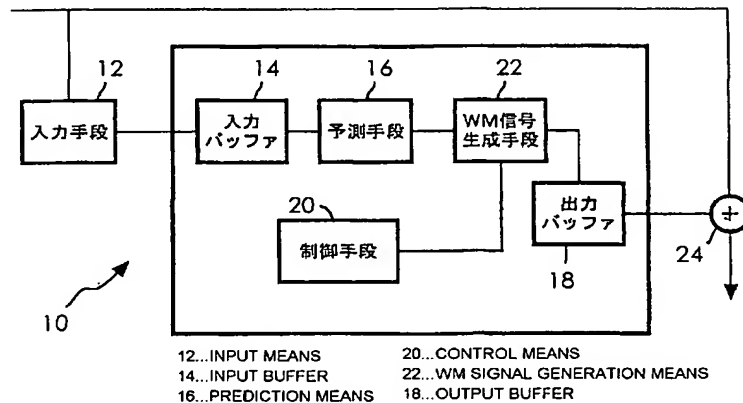 12
14
16
22
入力手段
入力
バッファ
予測手段
WM信号
生成手段
20
制御手段
出力
バッファ
18
24
10
12...INPUT MEANS
14...INPUT BUFFER
16...PREDICTION MEANS
20...CONTROL MEANS
22...WM SIGNAL GENERATION MEANS
18...OUTPUT BUFFER